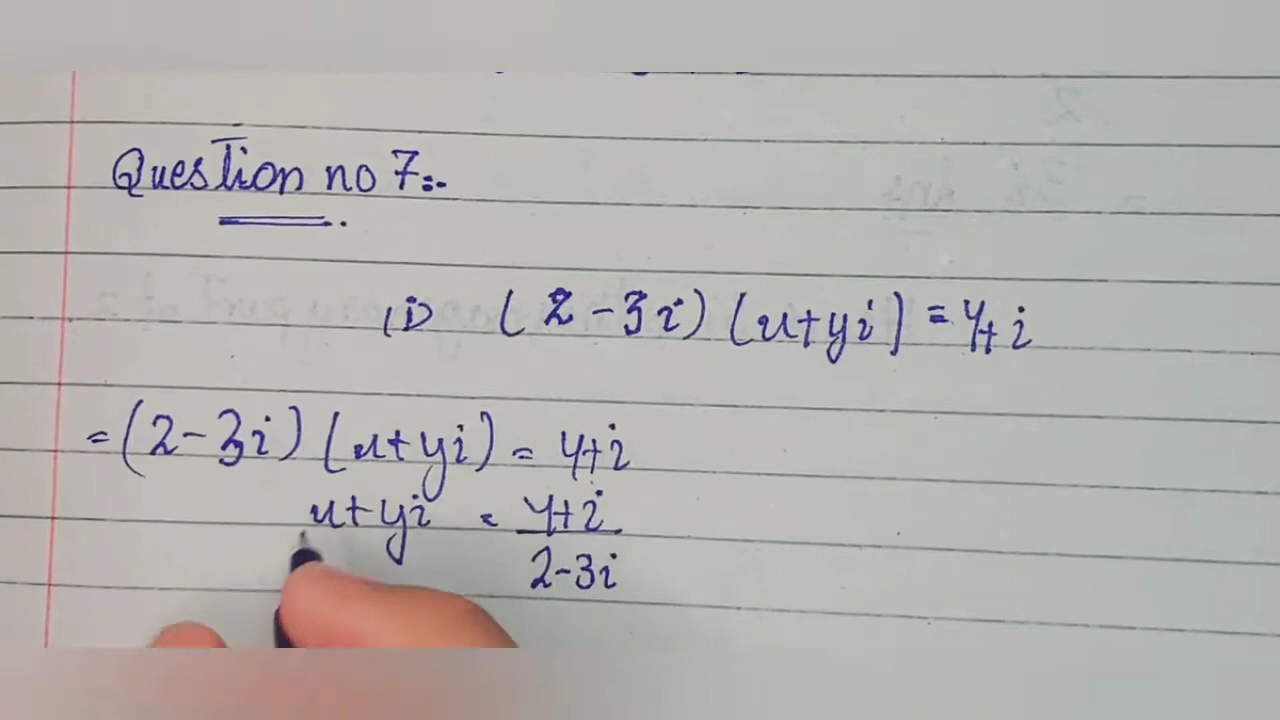 Question no 7:-
(i) (2-3i) (x+yi) = 4+i
= (2-3i) (x+yi) = 4+i
x+yi = 4+i
2-3i